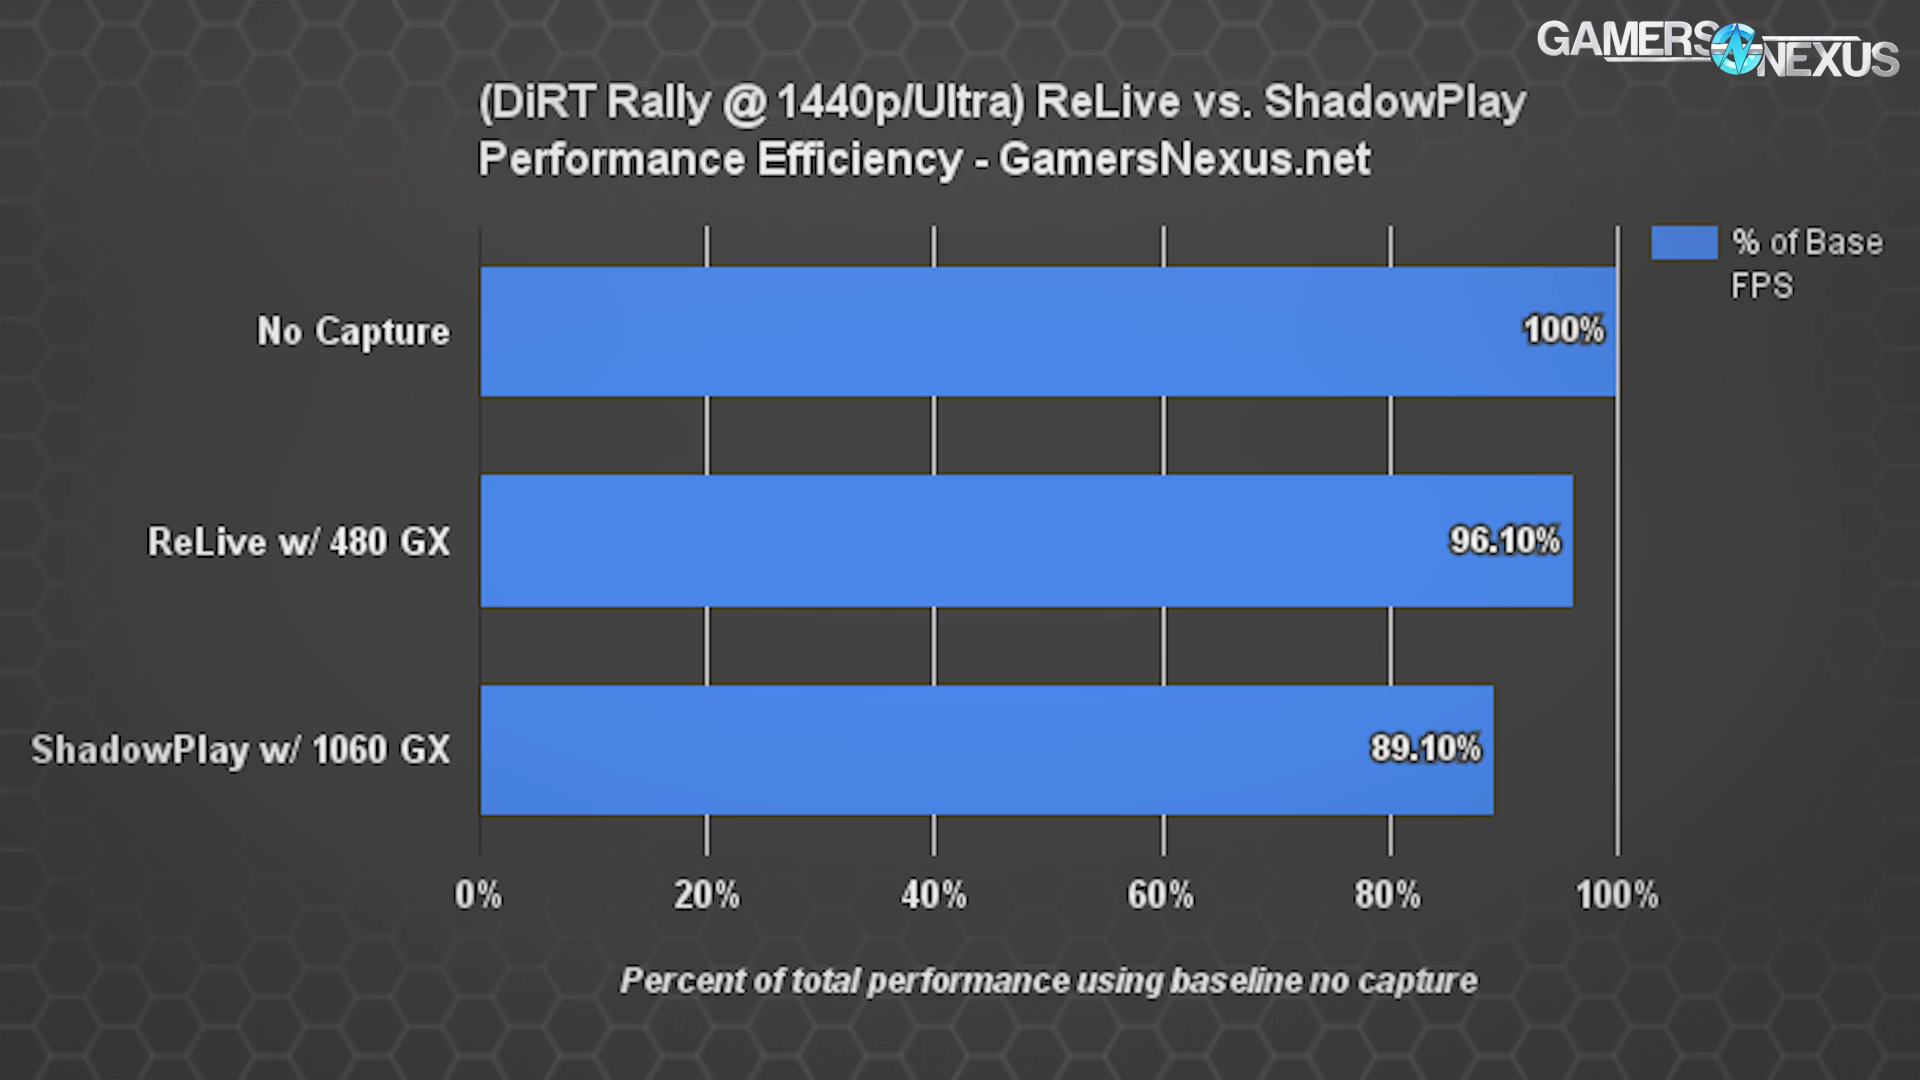 GAMERS NEXUS
(DiRT Rally @ 1440p/Ultra) ReLive vs. ShadowPlay
Performance Efficiency - GamersNexus.net
% of Base
FPS
No Capture
100%
ReLive w/ 480 GX
96.10%
ShadowPlay w/ 1060 GX
89.10%
0%
20%
40%
60%
80%
100%
Percent of total performance using baseline no capture